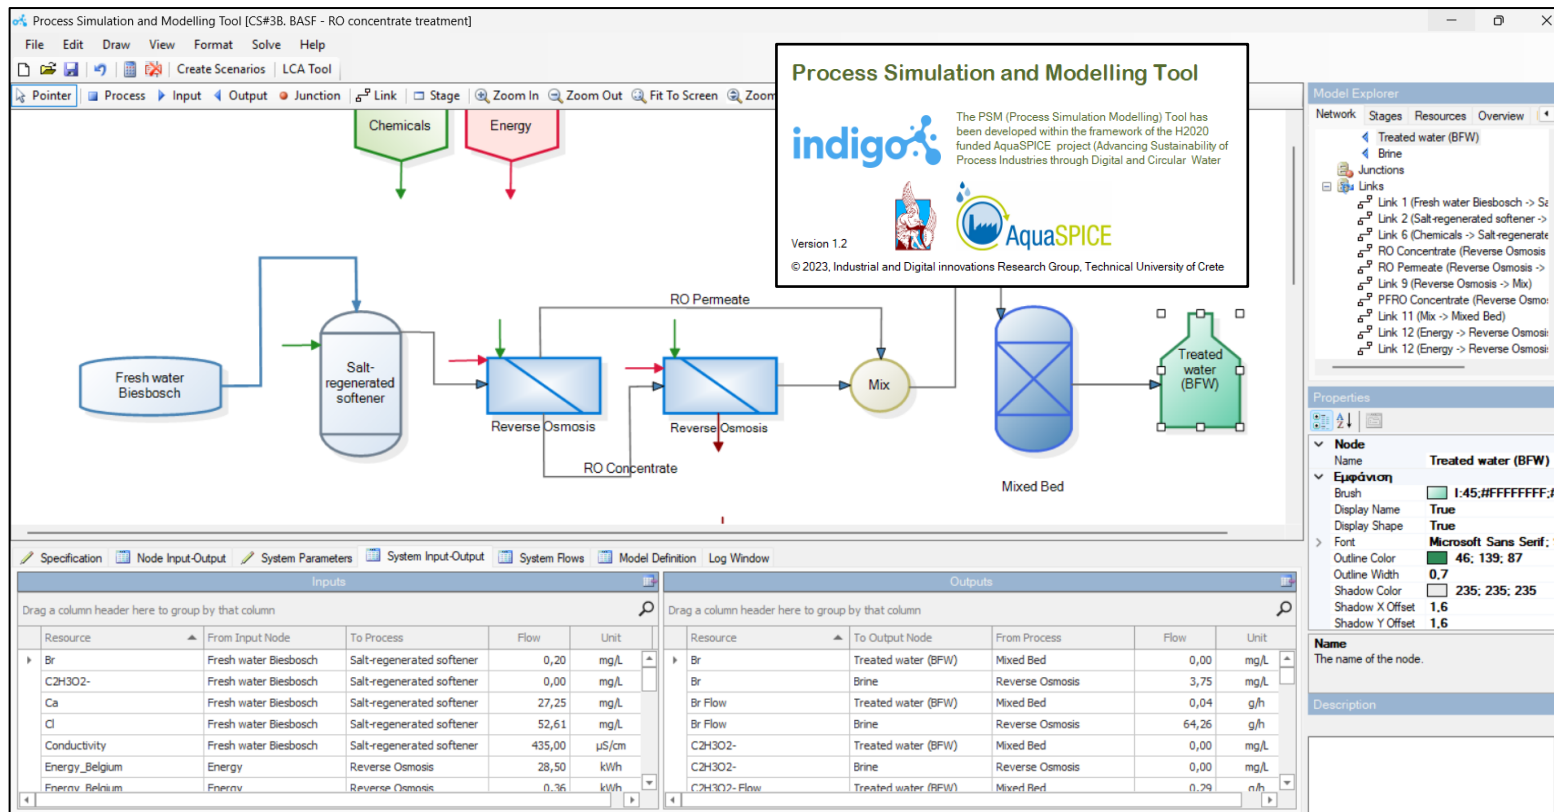 Process Simulation and Modelling Tool [CS#3B. BASF - RO concentrate treatment]
File Edit Draw View Format Solve Help
Create Scenarios LCA Tool
Pointer Process Input Output Junction Link Stage Zoom In Zoom Out Fit To Screen Zoom
Chemicals
Energy
Process Simulation and Modelling Tool
indigo
The PSM (Process Simulation Modelling) Tool has
been developed within the framework of the H2020
funded AquaSPICE project (Advancing Sustainability of
Process Industries through Digital and Circular Water
AquaSPICE
Version 1.2
© 2023, Industrial and Digital innovations Research Group, Technical University of Crete
RO Permeate
Fresh water
Biesbosch
Salt-
regenerated
softener
Reverse Osmosis
RO Concentrate
Reverse Osmosis
Mix
Mixed Bed
Treated
water
(BFW)
Model Explorer
Network Stages Resources Overview
Treated water (BFW)
Brine
Junctions
Links
Link 1 (Fresh water Biesbosch -> Sa
Link 2 (Salt-regenerated softener ->
Link 6 (Chemicals -> Salt-regenerate
RO Concentrate (Reverse Osmosis
RO Permeate (Reverse Osmosis ->
Link 9 (Reverse Osmosis -> Mix)
PFRO Concentrate (Reverse Osmo:
Link 11 (Mix -> Mixed Bed)
Link 12 (Energy -> Reverse Osmosi
Link 12 (Energy -> Reverse Osmosi
Properties
Node
Name Treated water (BFW)
Εμφάνιση
Brush I:45;#FFFFFFFF;#
Display Name True
Display Shape True
Font Microsoft Sans Serif;
Outline Color 46; 139; 87
Outline Width 0,7
Shadow Color 235; 235; 235
Shadow X Offset 1,6
Shadow Y Offset 1,6
Name
The name of the node.
Description
Specification Node Input-Output System Parameters System Input-Output System Flows Model Definition Log Window
Inputs
Drag a column header here to group by that column
Resource From Input Node To Process Flow Unit
Br Fresh water Biesbosch Salt-regenerated softener 0,20 mg/L
C2H3O2- Fresh water Biesbosch Salt-regenerated softener 0,00 mg/L
Ca Fresh water Biesbosch Salt-regenerated softener 27,25 mg/L
Cl Fresh water Biesbosch Salt-regenerated softener 52,61 mg/L
Conductivity Fresh water Biesbosch Salt-regenerated softener 435,00 µS/cm
Energy_Belgium Energy Reverse Osmosis 28,50 kWh
Energy_Belgium Energy Reverse Osmosis 0,36 kWh
Outputs
Drag a column header here to group by that column
Resource To Output Node From Process Flow Unit
Br Treated water (BFW) Mixed Bed 0,00 mg/L
Br Brine Reverse Osmosis 3,75 mg/L
Br Flow Treated water (BFW) Mixed Bed 0,04 g/h
Br Flow Brine Reverse Osmosis 64,26 g/h
C2H3O2- Treated water (BFW) Mixed Bed 0,00 mg/L
C2H3O2- Brine Reverse Osmosis 0,00 mg/L
C2H3O2- Flow Treated water (BFW) Mixed Bed 0,29 g/h